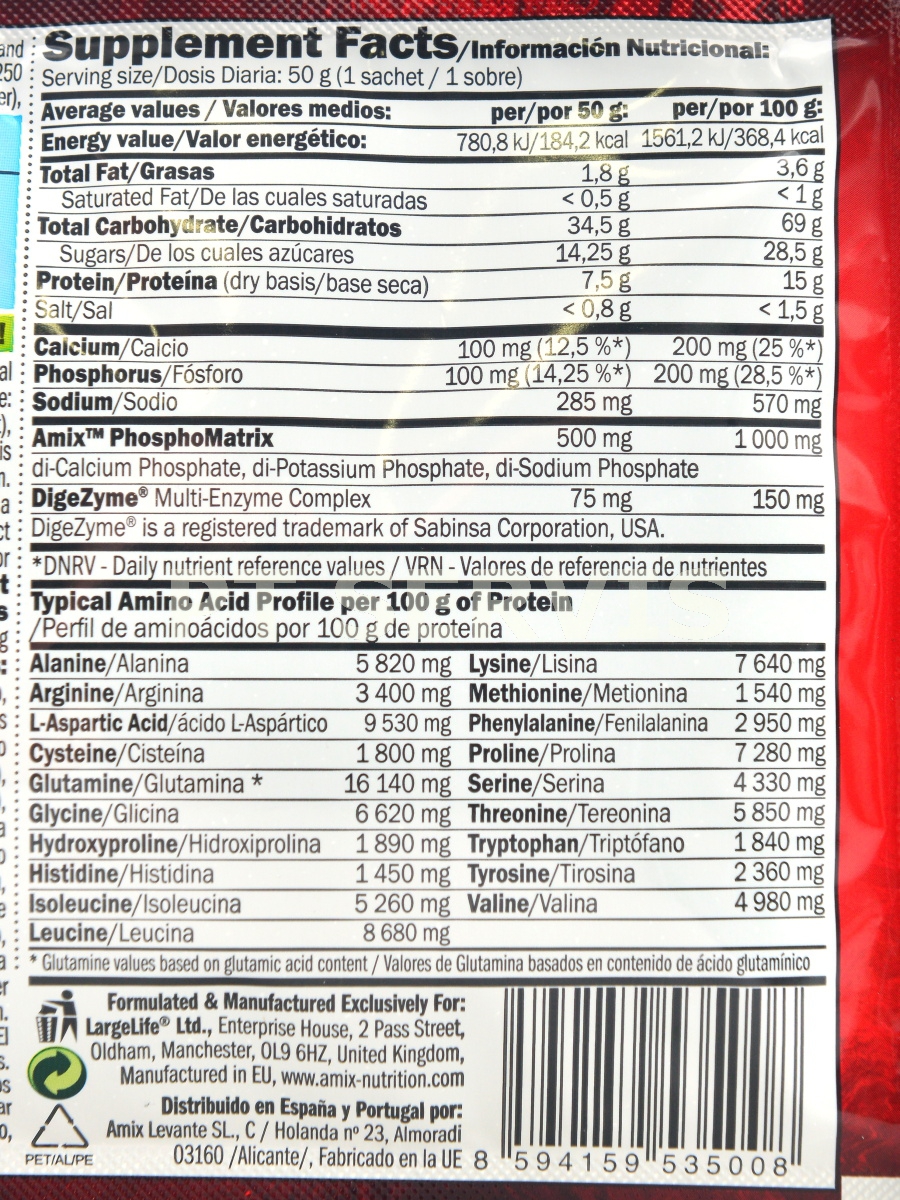 Supplement Facts/Información Nutricional:
Serving size/Dosis Diaria: 50 g (1 sachet / 1 sobre)
Average values / Valores medios: per/por 50 g: per/por 100 g:
Energy value/Valor energético: 780,8 kJ/184,2 kcal 1561,2 kJ/368,4 kcal
Total Fat/Grasas 1,8 g 3,6 g
Saturated Fat/De las cuales saturadas < 0,5 g < 1 g
Total Carbohydrate/Carbohidratos 34,5 g 69 g
Sugars/De los cuales azúcares 14,25 g 28,5 g
Protein/Proteína (dry basis/base seca) 7,5 g 15 g
Salt/Sal < 0,8 g < 1,5 g
Calcium/Calcio 100 mg (12,5 %*) 200 mg (25 %*)
Phosphorus/Fósforo 100 mg (14,25 %*) 200 mg (28,5 %*)
Sodium/Sodio 285 mg 570 mg
Amix™ PhosphoMatrix 500 mg 1 000 mg
di-Calcium Phosphate, di-Potassium Phosphate, di-Sodium Phosphate
DigeZyme® Multi-Enzyme Complex 75 mg 150 mg
DigeZyme® is a registered trademark of Sabinsa Corporation, USA.
*DNRV - Daily nutrient reference values / VRN - Valores de referencia de nutrientes
Typical Amino Acid Profile per 100 g of Protein
/Perfil de aminoácidos por 100 g de proteína
Alanine/Alanina 5 820 mg Lysine/Lisina 7 640 mg
Arginine/Arginina 3 400 mg Methionine/Metionina 1 540 mg
L-Aspartic Acid/ácido L-Aspártico 9 530 mg Phenylalanine/Fenilalanina 2 950 mg
Cysteine/Cisteína 1 800 mg Proline/Prolina 7 280 mg
Glutamine/Glutamina * 16 140 mg Serine/Serina 4 330 mg
Glycine/Glicina 6 620 mg Threonine/Tereonina 5 850 mg
Hydroxyproline/Hidroxiprolina 1 890 mg Tryptophan/Triptófano 1 840 mg
Histidine/Histidina 1 450 mg Tyrosine/Tirosina 2 360 mg
Isoleucine/Isoleucina 5 260 mg Valine/Valina 4 980 mg
Leucine/Leucina 8 680 mg
* Glutamine values based on glutamic acid content / Valores de Glutamina basados en contenido de ácido glutamínico
Formulated & Manufactured Exclusively For:
LargeLife® Ltd., Enterprise House, 2 Pass Street,
Oldham, Manchester, OL9 6HZ, United Kingdom,
Manufactured in EU, www.amix-nutrition.com
Distribuido en España y Portugal por:
Amix Levante SL., C / Holanda nº 23, Almoradi
03160 /Alicante/, Fabricado en la UE
PET/AL/PE
8 594159 535008